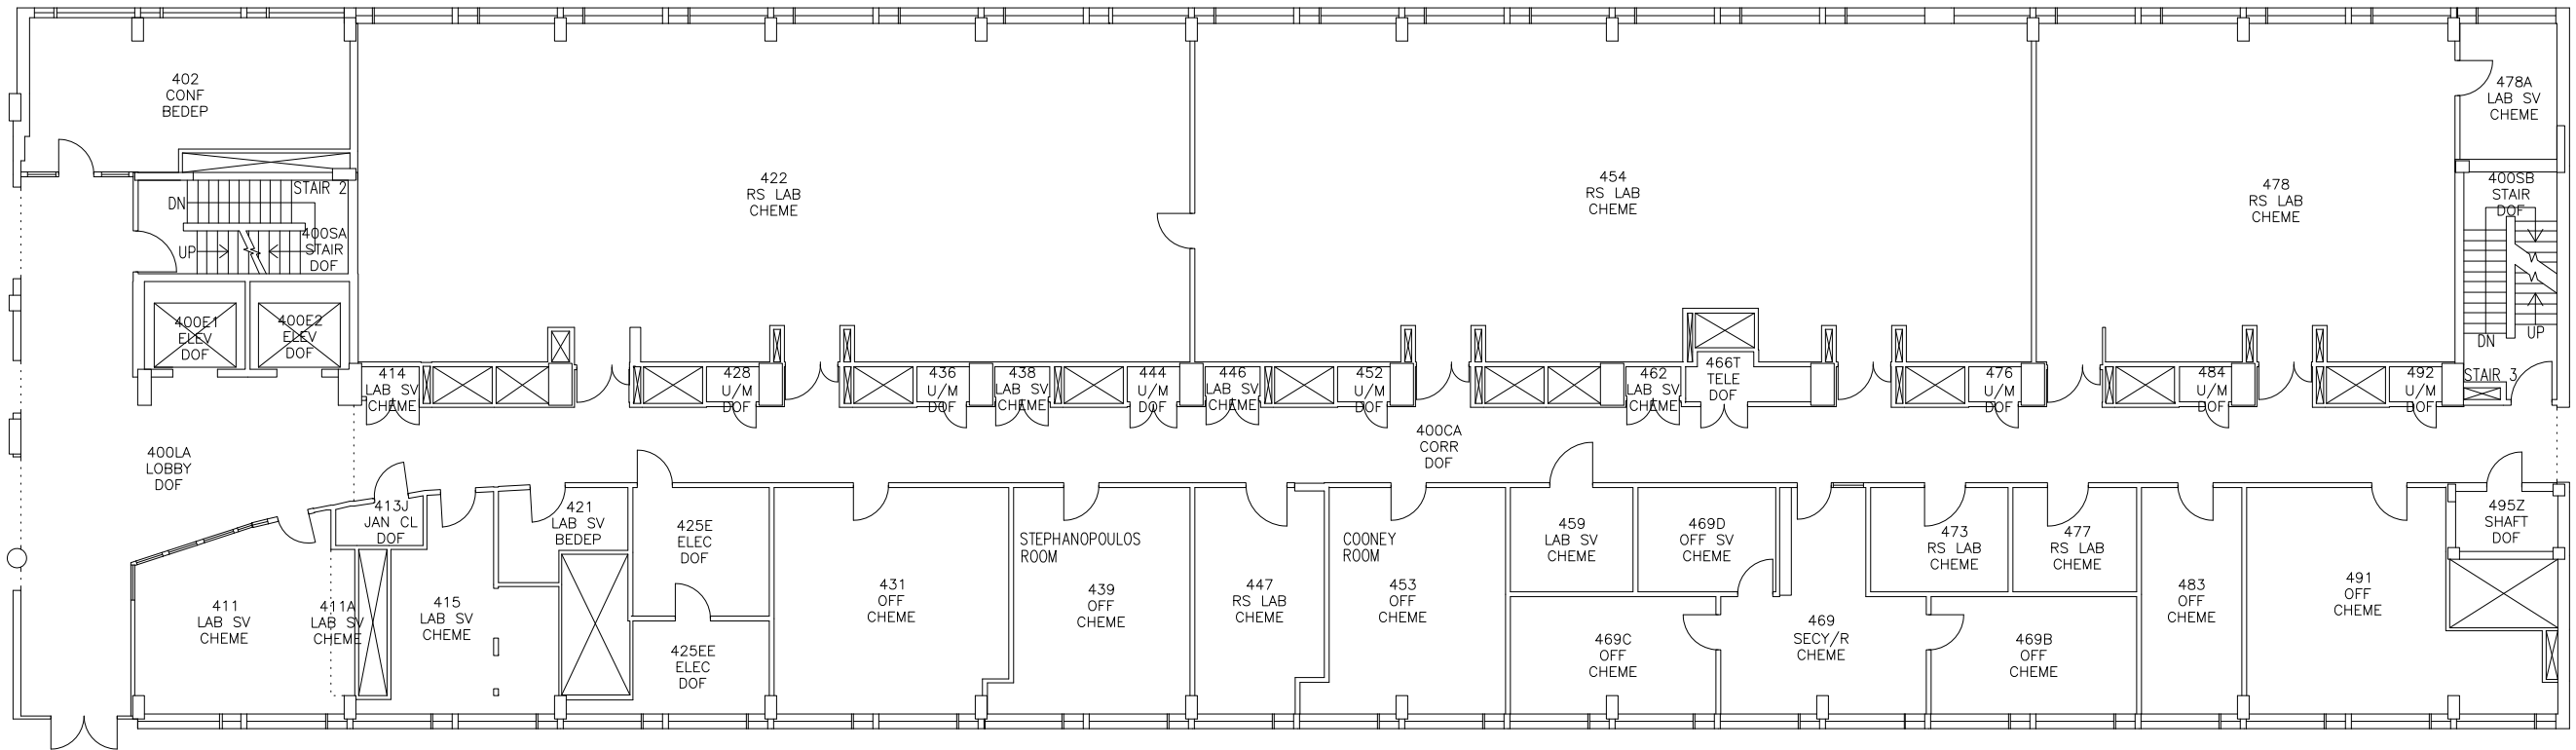 402
CONF
BEDEP
422
RS LAB
CHEME
454
RS LAB
CHEME
478
RS LAB
CHEME
478A
LAB SV
CHEME
STAIR 2
DN
UP
400SA
STAIR
DOF
400SB
STAIR
DOF
DN
UP
STAIR 3
400E1
ELEV
DOF
400E2
ELEV
DOF
414
LAB SV
CHEME
428
U/M
DOF
436
U/M
DOF
438
LAB SV
CHEME
444
U/M
DOF
446
LAB SV
CHEME
452
U/M
DOF
462
LAB SV
CHEME
466T
TELE
DOF
476
U/M
DOF
484
U/M
DOF
492
U/M
DOF
400LA
LOBBY
DOF
400CA
CORR
DOF
413J
JAN CL
DOF
421
LAB SV
BEDEP
425E
ELEC
DOF
STEPHANOPOULOS
ROOM
COONEY
ROOM
459
LAB SV
CHEME
469D
OFF SV
CHEME
473
RS LAB
CHEME
477
RS LAB
CHEME
495Z
SHAFT
DOF
411
LAB SV
CHEME
411A
LAB SV
CHEME
415
LAB SV
CHEME
425EE
ELEC
DOF
431
OFF
CHEME
439
OFF
CHEME
447
RS LAB
CHEME
453
OFF
CHEME
469C
OFF
CHEME
469
SECY/R
CHEME
469B
OFF
CHEME
483
OFF
CHEME
491
OFF
CHEME